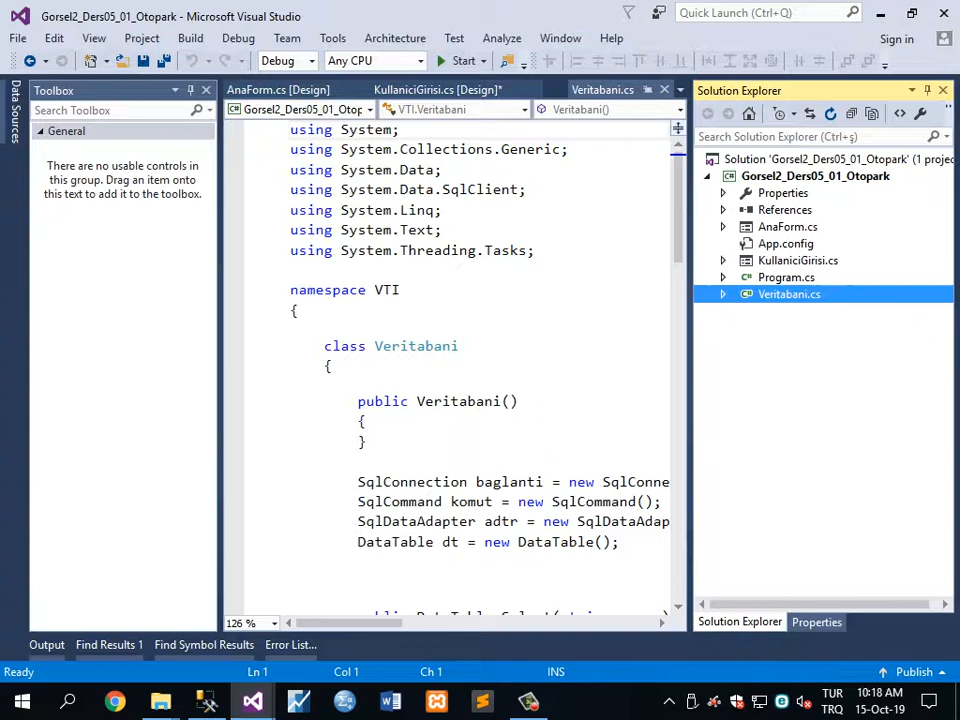 Gorsel2_Ders05_01_Otopark - Microsoft Visual Studio
Quick Launch (Ctrl+Q)
File Edit View Project Build Debug Team Tools Architecture Test Analyze Window Help
Sign in
Debug Any CPU Start
Data Sources
Toolbox
Search Toolbox
General
There are no usable controls
in this group. Drag an item onto
this text to add it to the toolbox.
AnaForm.cs [Design] KullaniciGirisi.cs [Design]* Veritabani.cs
Gorsel2_Ders05_01_Otop VTI.Veritabani Veritabani()
using System;
using System.Collections.Generic;
using System.Data;
using System.Data.SqlClient;
using System.Linq;
using System.Text;
using System.Threading.Tasks;
namespace VTI
{
class Veritabani
{
public Veritabani()
{
}
SqlConnection baglanti = new SqlConne
SqlCommand komut = new SqlCommand();
SqlDataAdapter adtr = new SqlDataAdap
DataTable dt = new DataTable();
126 %
Solution Explorer
Search Solution Explorer (Ctrl+ş)
Solution 'Gorsel2_Ders05_01_Otopark' (1 projec
Gorsel2_Ders05_01_Otopark
Properties
References
AnaForm.cs
App.config
KullaniciGirisi.cs
Program.cs
Veritabani.cs
Solution Explorer Properties
Output Find Results 1 Find Symbol Results Error List...
Ready Ln 1 Col 1 Ch 1 INS Publish
TUR 10:18 AM
TRQ 15-Oct-19